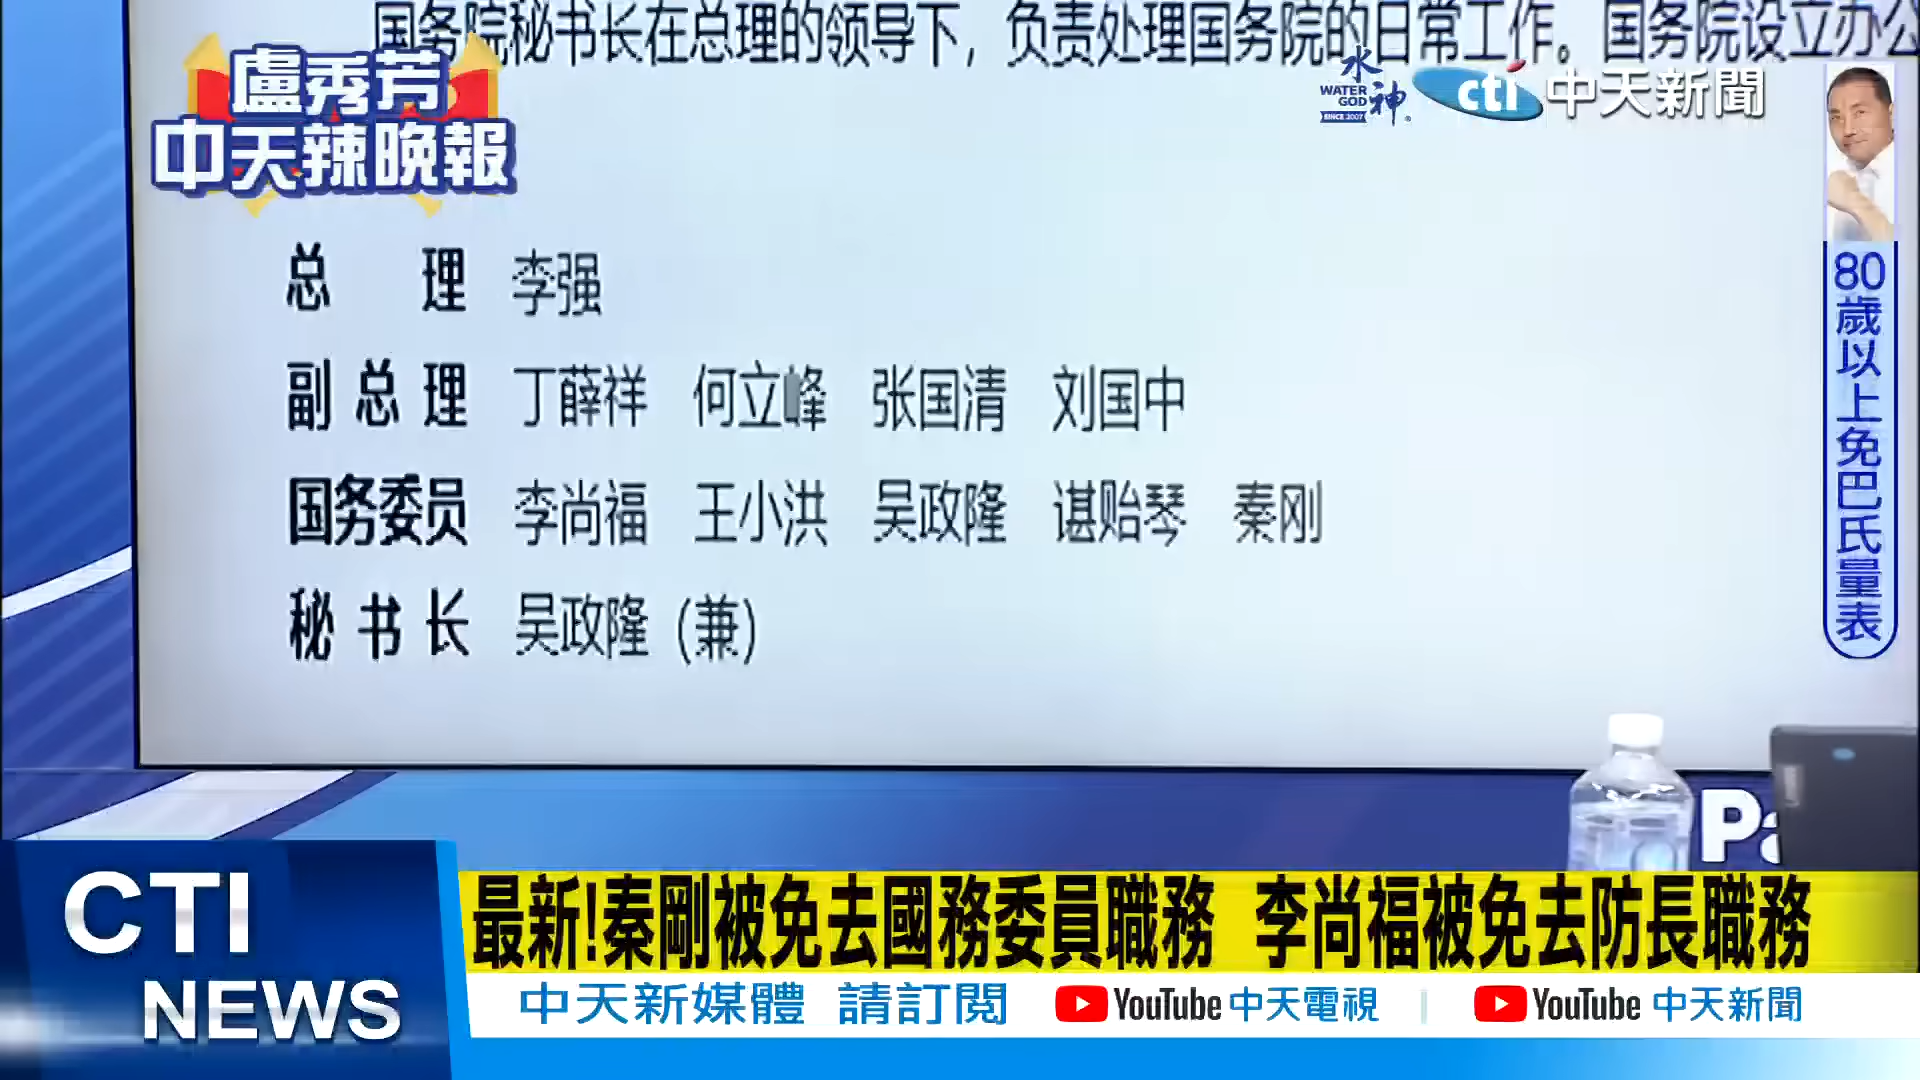 国务院秘书长在总理的领导下，负责处理国务院的日常工作。国务院设立办公
盧秀芳
中天辣晚報
水神
WATER GOD
SINCE 2007
cti 中天新聞
80歲以上免巴氏量表
总 理 李强
副总理 丁薛祥 何立峰 张国清 刘国中
国务委员 李尚福 王小洪 吴政隆 谌贻琴 秦刚
秘书长 吴政隆（兼）
Pa
CTI NEWS
最新!秦剛被免去國務委員職務 李尚福被免去防長職務
中天新媒體 請訂閱 YouTube 中天電視 | YouTube 中天新聞